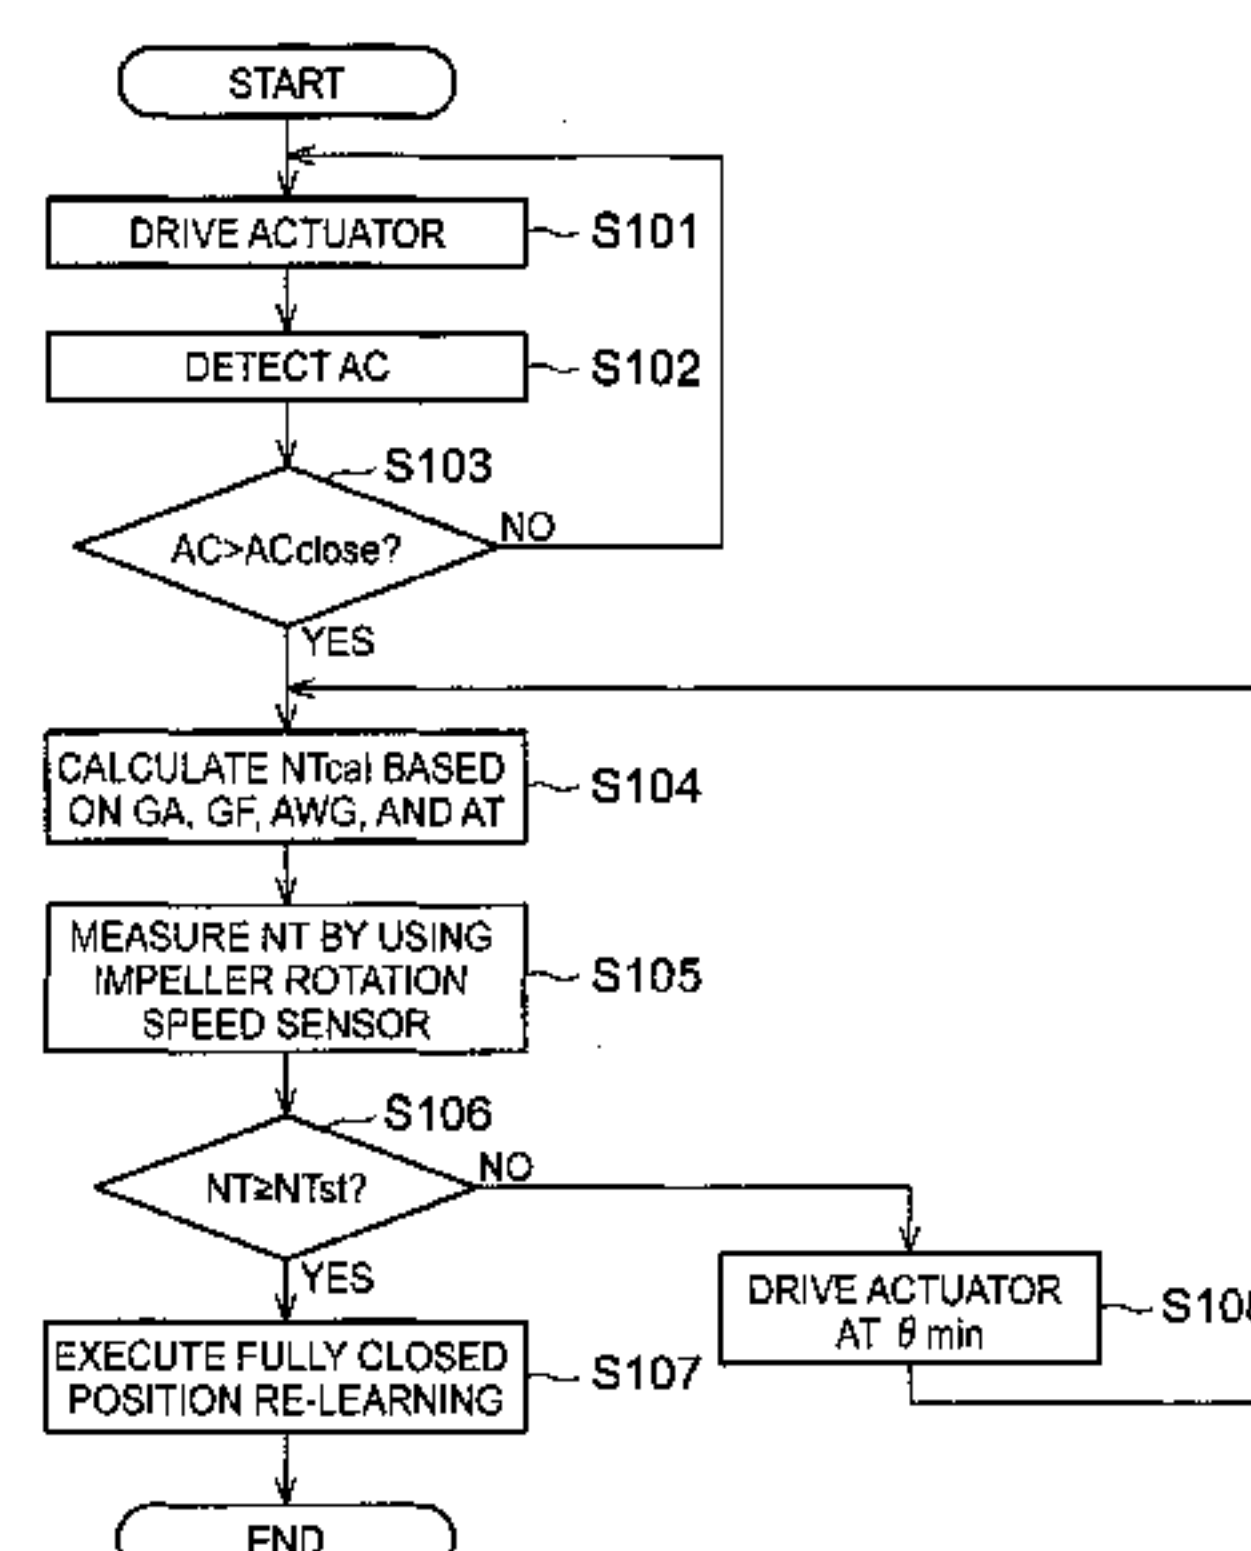 START
DRIVE ACTUATOR
S101
DETECT AC
S102
S103
AC>ACclose?
NO
YES
CALCULATE NTcal BASED
ON GA, GF, AWG, AND AT
S104
MEASURE NT BY USING
IMPELLER ROTATION
SPEED SENSOR
S105
S106
NT≥NTst?
NO
YES
DRIVE ACTUATOR
AT θ min
EXECUTE FULLY CLOSED
POSITION RE-LEARNING
S107
END